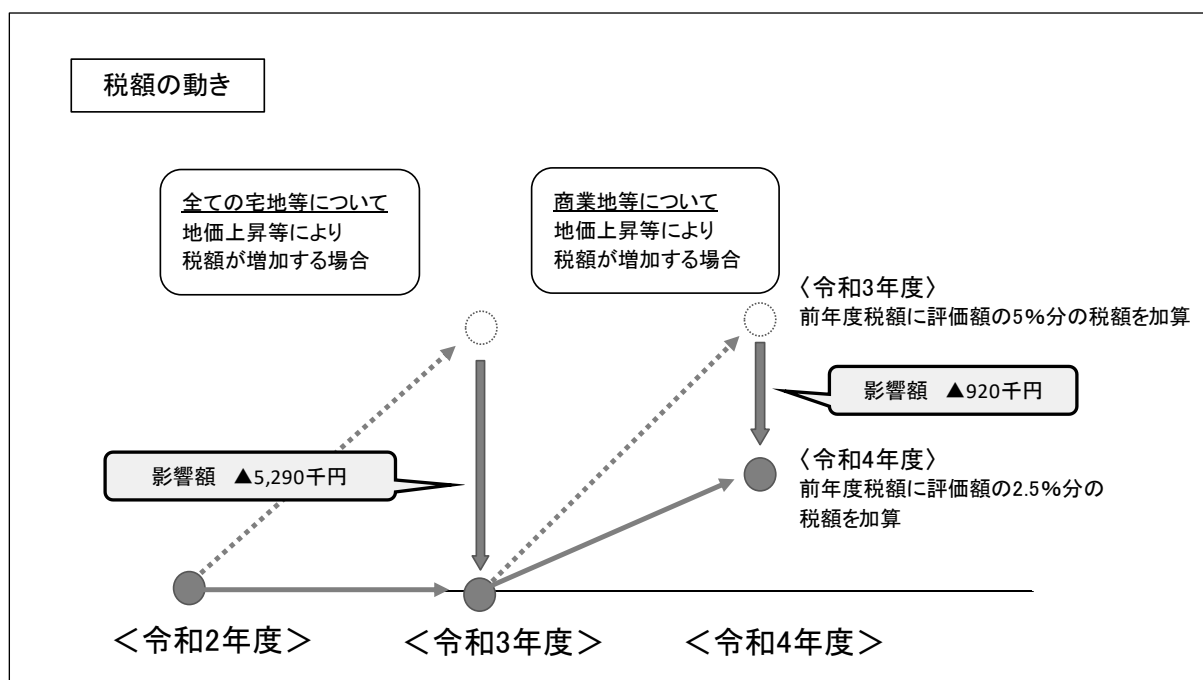 税額の動き
全ての宅地等について
地価上昇等により
税額が増加する場合
商業地等について
地価上昇等により
税額が増加する場合
〈令和3年度〉
前年度税額に評価額の5%分の税額を加算
影響額　▲920千円
影響額　▲5,290千円
〈令和4年度〉
前年度税額に評価額の2.5%分の
税額を加算
＜令和2年度＞
＜令和3年度＞
＜令和4年度＞